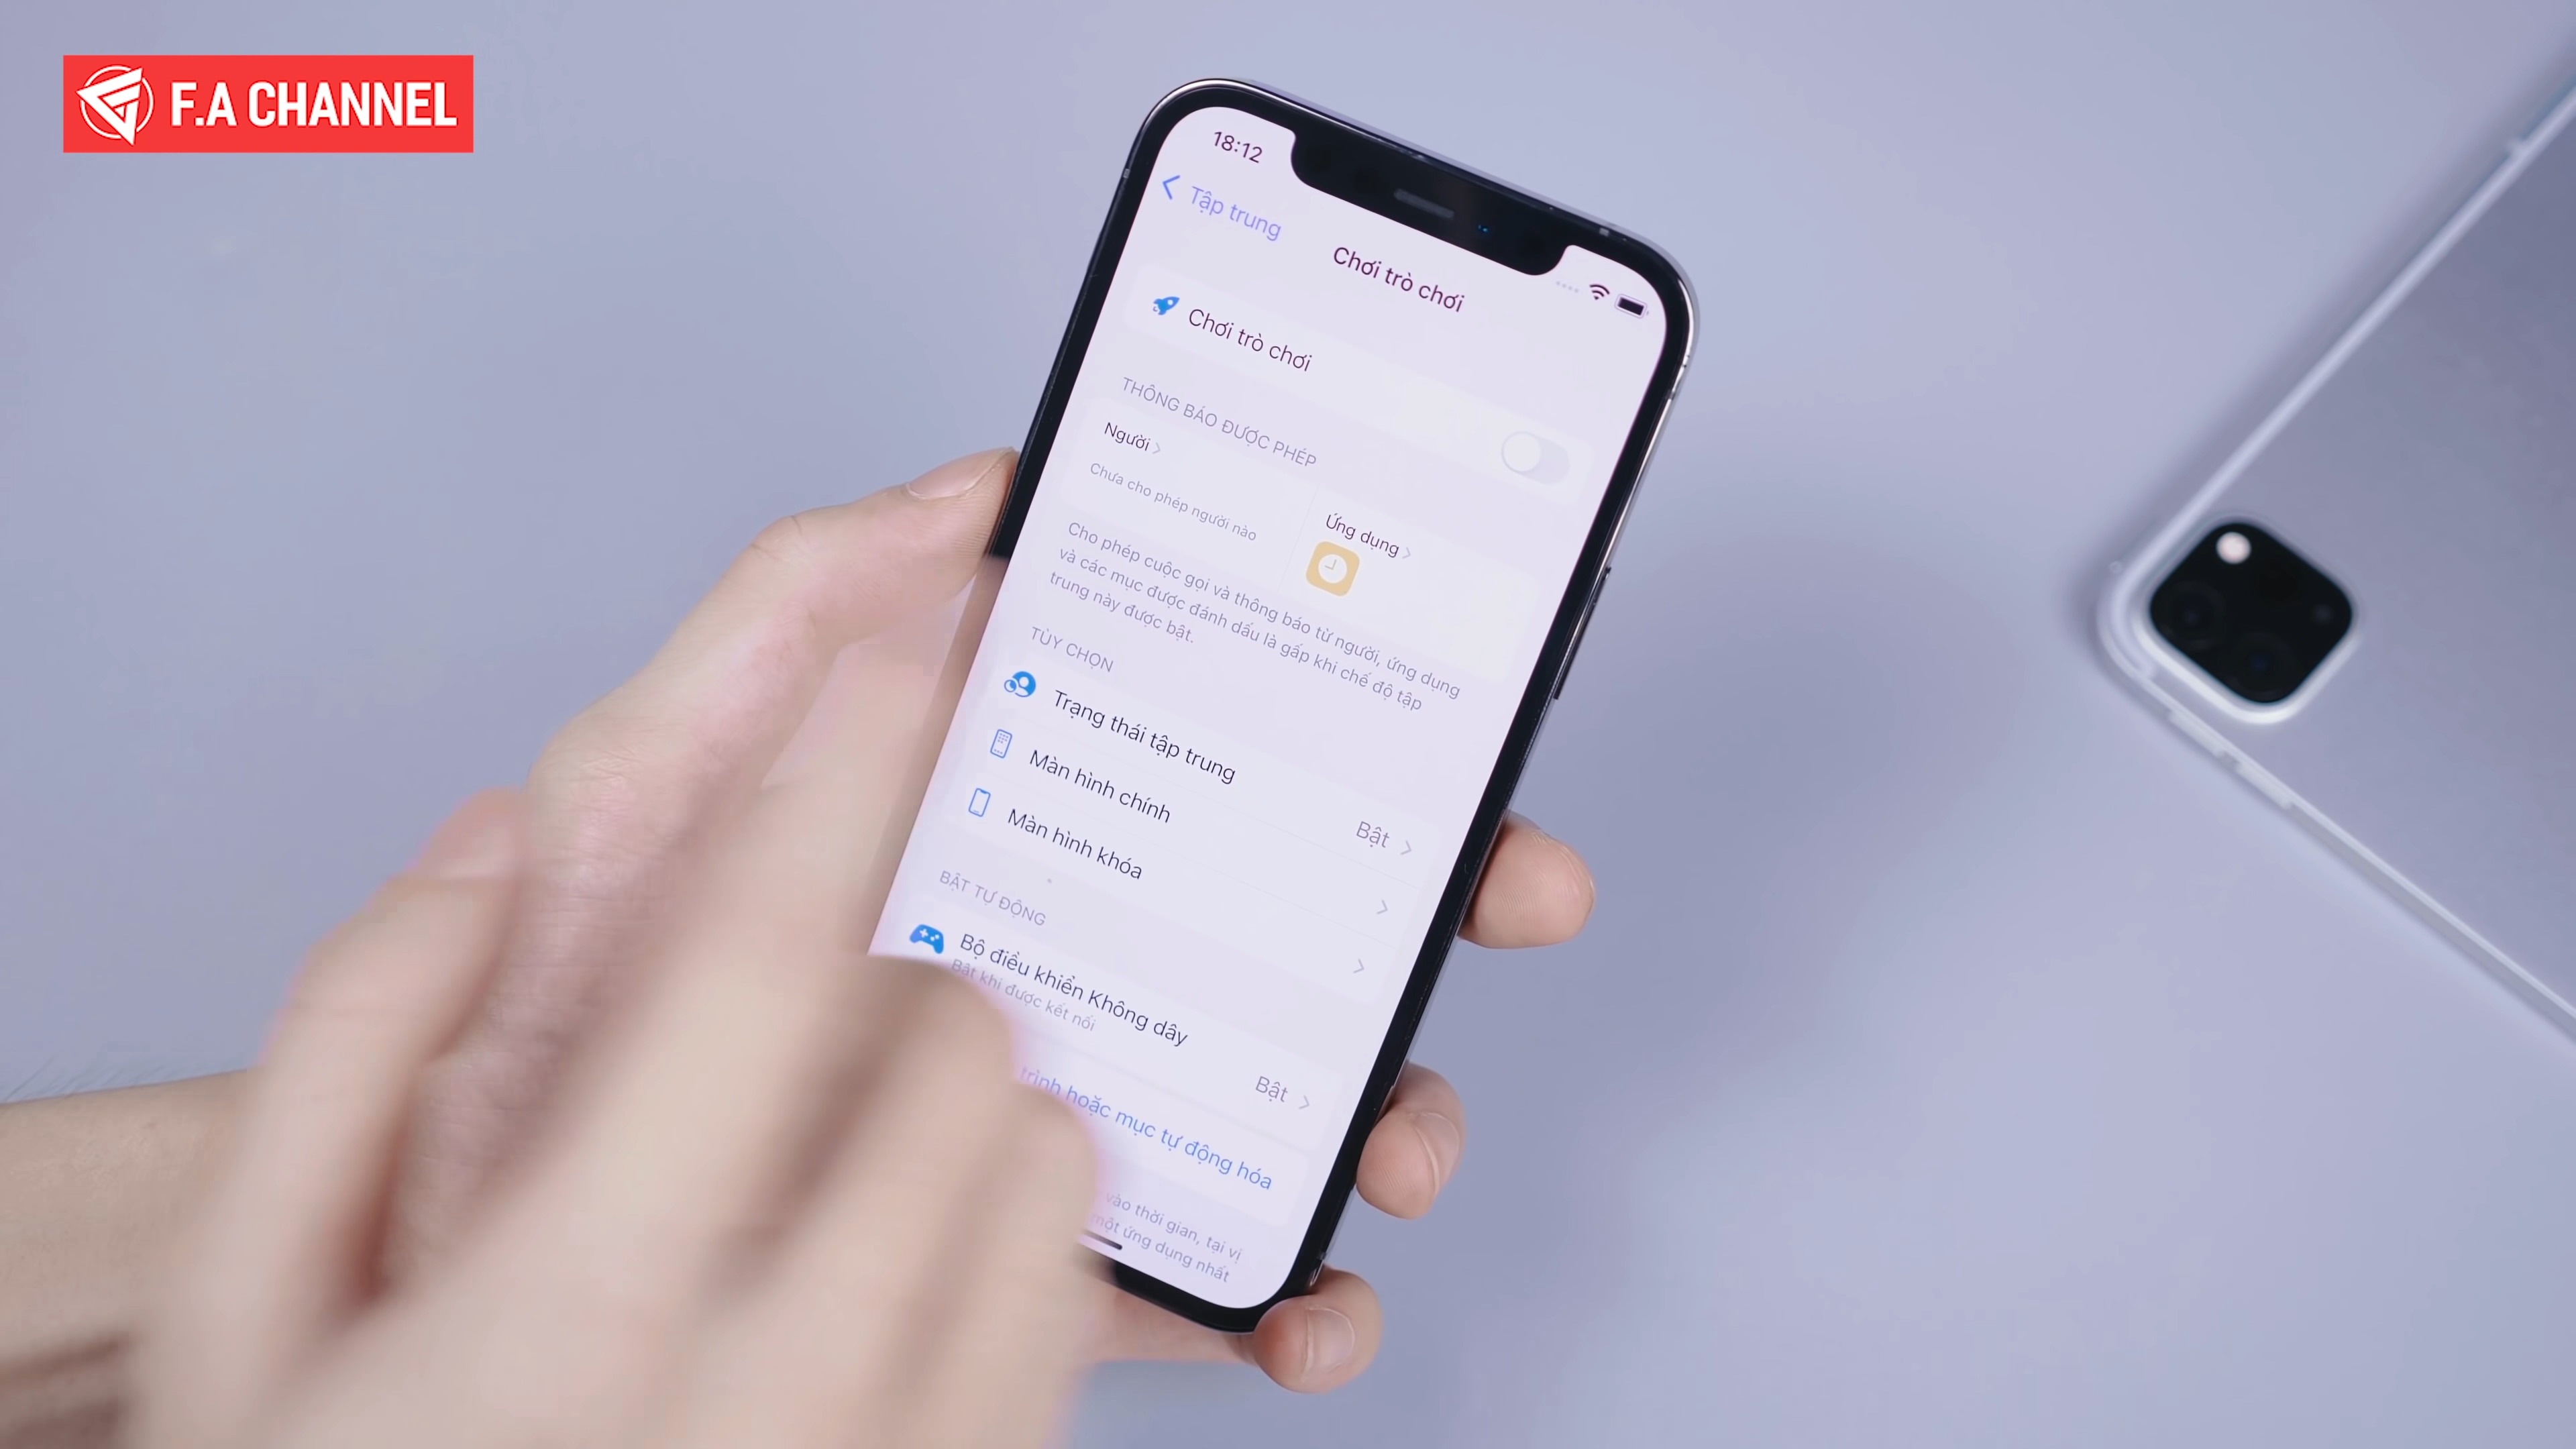 F.A CHANNEL
18:12
Tập trung
Chơi trò chơi
Chơi trò chơi
THÔNG BÁO ĐƯỢC PHÉP
Người
Chưa cho phép người nào
Ứng dụng
Cho phép cuộc gọi và thông báo từ người, ứng dụng
và các mục được đánh dấu là gấp khi chế độ tập
trung này được bật.
TÙY CHỌN
Trạng thái tập trung
Bật
Màn hình chính
Màn hình khóa
BẬT TỰ ĐỘNG
Bộ điều khiển Không dây
Bật khi được kết nối
Bật
trình hoặc mục tự động hóa
vào thời gian, tại vị
một ứng dụng nhất